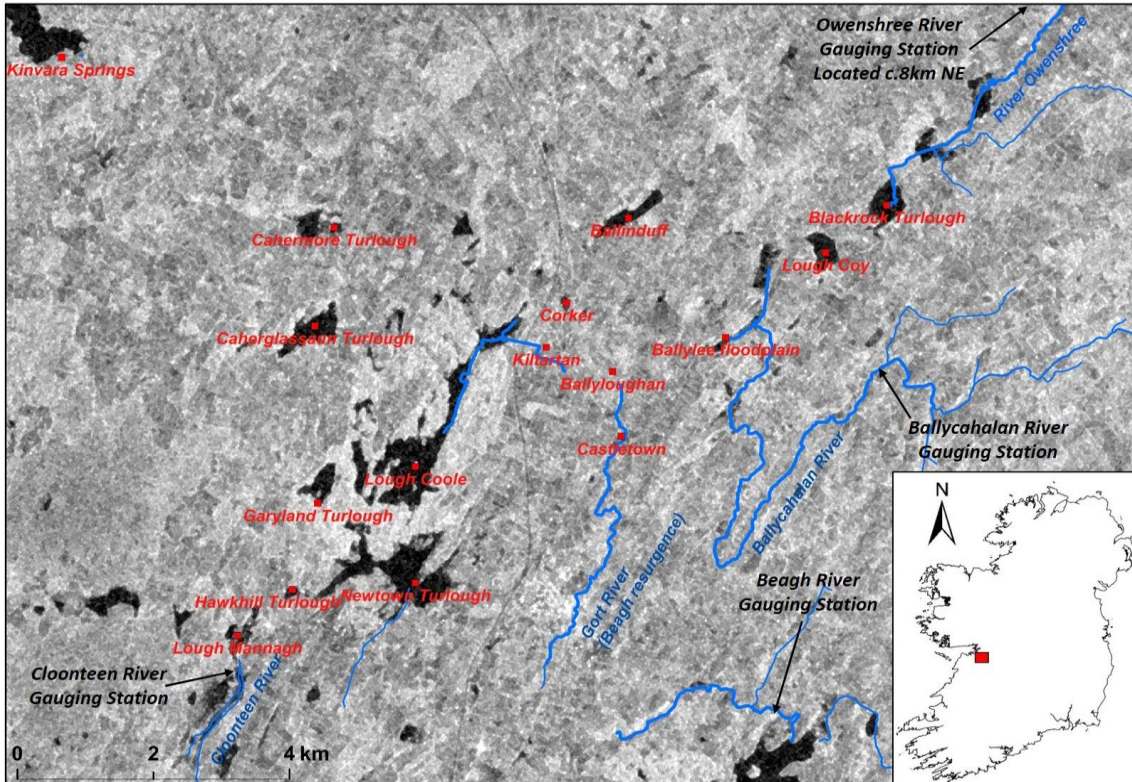 Owenshree River
Gauging Station
Located c.8km NE
Kinvara Springs
River Owenshree
Blackrock Turlough
Cahermore Turlough
Ballinduff
Lough Coy
Corker
Caherglassaun Turlough
Kiltartan
Ballylee floodplain
Ballyloughan
Castletown
Ballycahalan River
Gauging Station
Ballycahalan River
Lough Coole
Garyland Turlough
N
Gort River
(Beagh resurgence)
Beagh River
Gauging Station
Hawkhill Turlough
Newtown Turlough
Lough Mannagh
Cloonteen River
Gauging Station
Cloonteen River
0 2 4 km